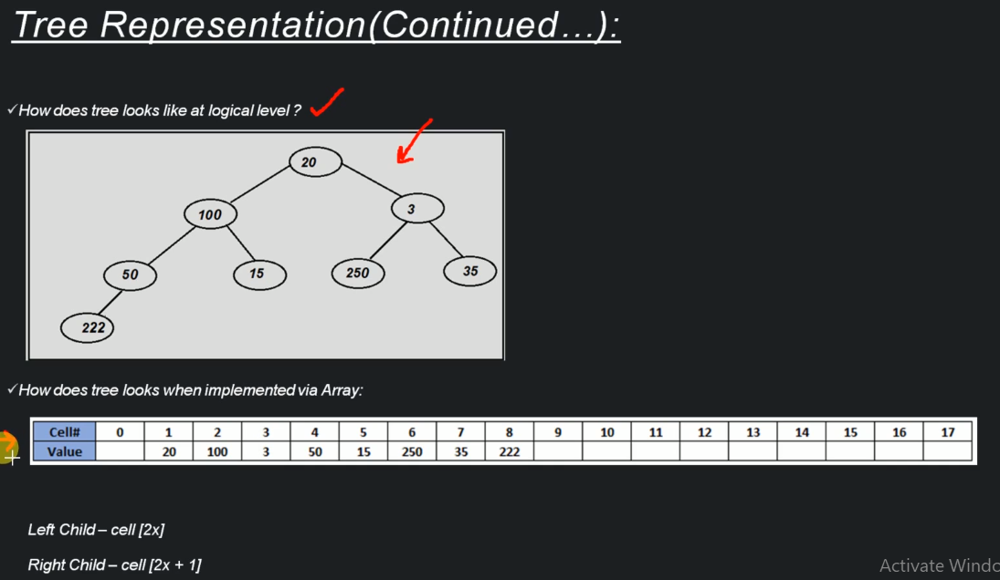 Tree Representation(Continued...):
✓How does tree looks like at logical level ?
20
100
3
50
15
250
35
222
✓How does tree looks when implemented via Array:
Cell# 0 1 2 3 4 5 6 7 8 9 10 11 12 13 14 15 16 17
Value 20 100 3 50 15 250 35 222
Left Child – cell [2x]
Right Child – cell [2x + 1]
Activate Windo